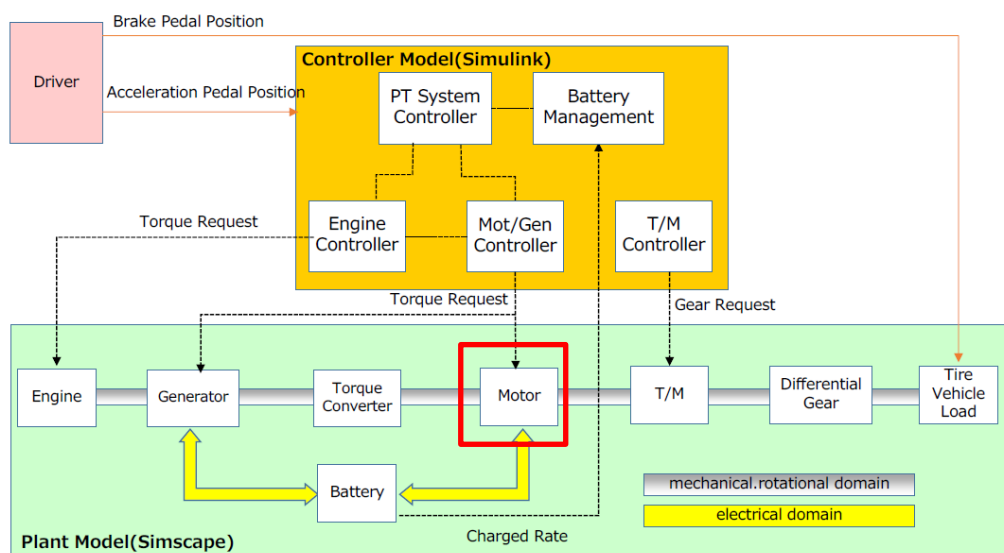 Brake Pedal Position
Driver
Acceleration Pedal Position
Controller Model(Simulink)
PT System
Controller
Battery
Management
Torque Request
Engine
Controller
Mot/Gen
Controller
T/M
Controller
Torque Request
Gear Request
Engine
Generator
Torque
Converter
Motor
T/M
Differential
Gear
Tire
Vehicle
Load
Battery
mechanical.rotational domain
electrical domain
Charged Rate
Plant Model(Simscape)